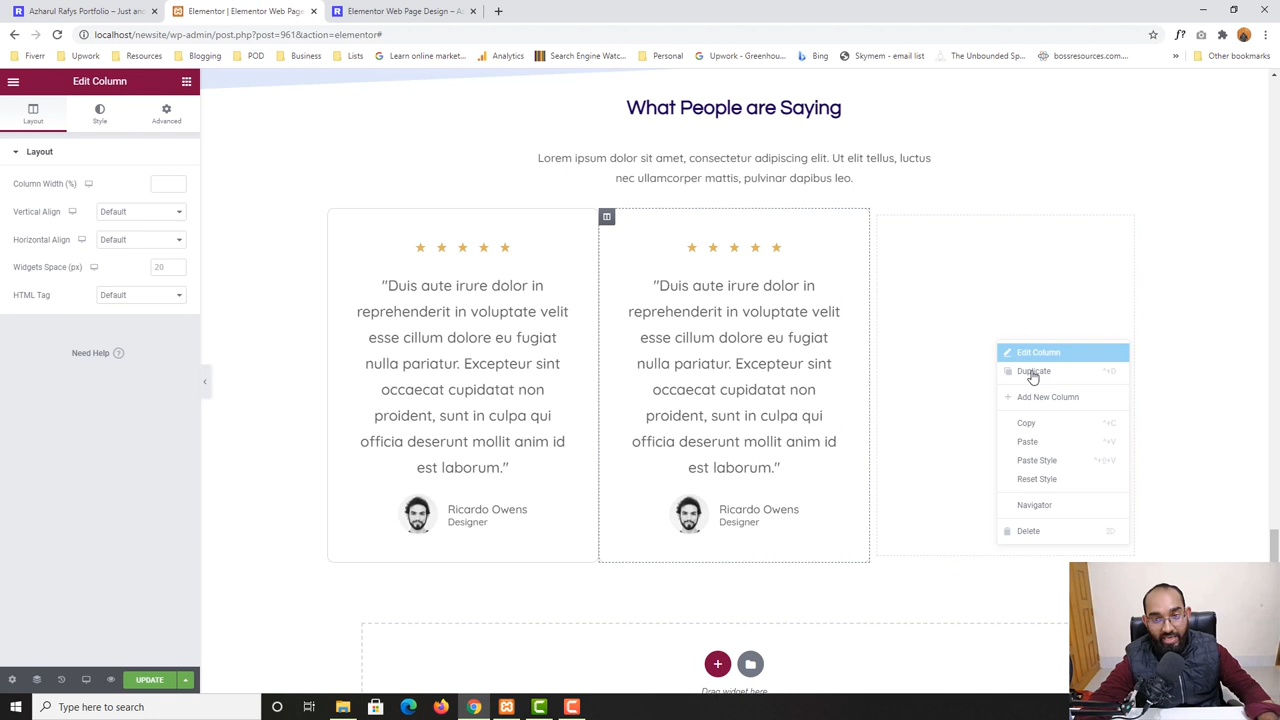 Azharul Rafys Portfolio – Just and
Elementor | Elementor Web Page
Elementor Web Page Design – As
localhost/newsite/wp-admin/post.php?post=961&action=elementor#
Fiverr
Upwork
Resources
Blogging
POD
Business
Lists
Learn online market...
Analytics
Search Engine Watc...
Personal
Upwork - Greenhou...
Skymem - email list
The Unbounded Sp...
bossresources.com...
»
Other bookmarks
Edit Column
Layout
Style
Advanced
Layout
Column Width (%)
Vertical Align
Default
Horizontal Align
Default
Widgets Space (px)
20
HTML Tag
Default
Need Help
UPDATE
What People are Saying
Lorem ipsum dolor sit amet, consectetur adipiscing elit. Ut elit tellus, luctus
nec ullamcorper mattis, pulvinar dapibus leo.
"Duis aute irure dolor in
reprehenderit in voluptate velit
esse cillum dolore eu fugiat
nulla pariatur. Excepteur sint
occaecat cupidatat non
proident, sunt in culpa qui
officia deserunt mollit anim id
est laborum."
Ricardo Owens
Designer
"Duis aute irure dolor in
reprehenderit in voluptate velit
esse cillum dolore eu fugiat
nulla pariatur. Excepteur sint
occaecat cupidatat non
proident, sunt in culpa qui
officia deserunt mollit anim id
est laborum."
Ricardo Owens
Designer
Edit Column
Duplicate ^+D
Add New Column
Copy ^+C
Paste ^+V
Paste Style
Reset Style
Navigator
Delete
Drag widget here
Type here to search